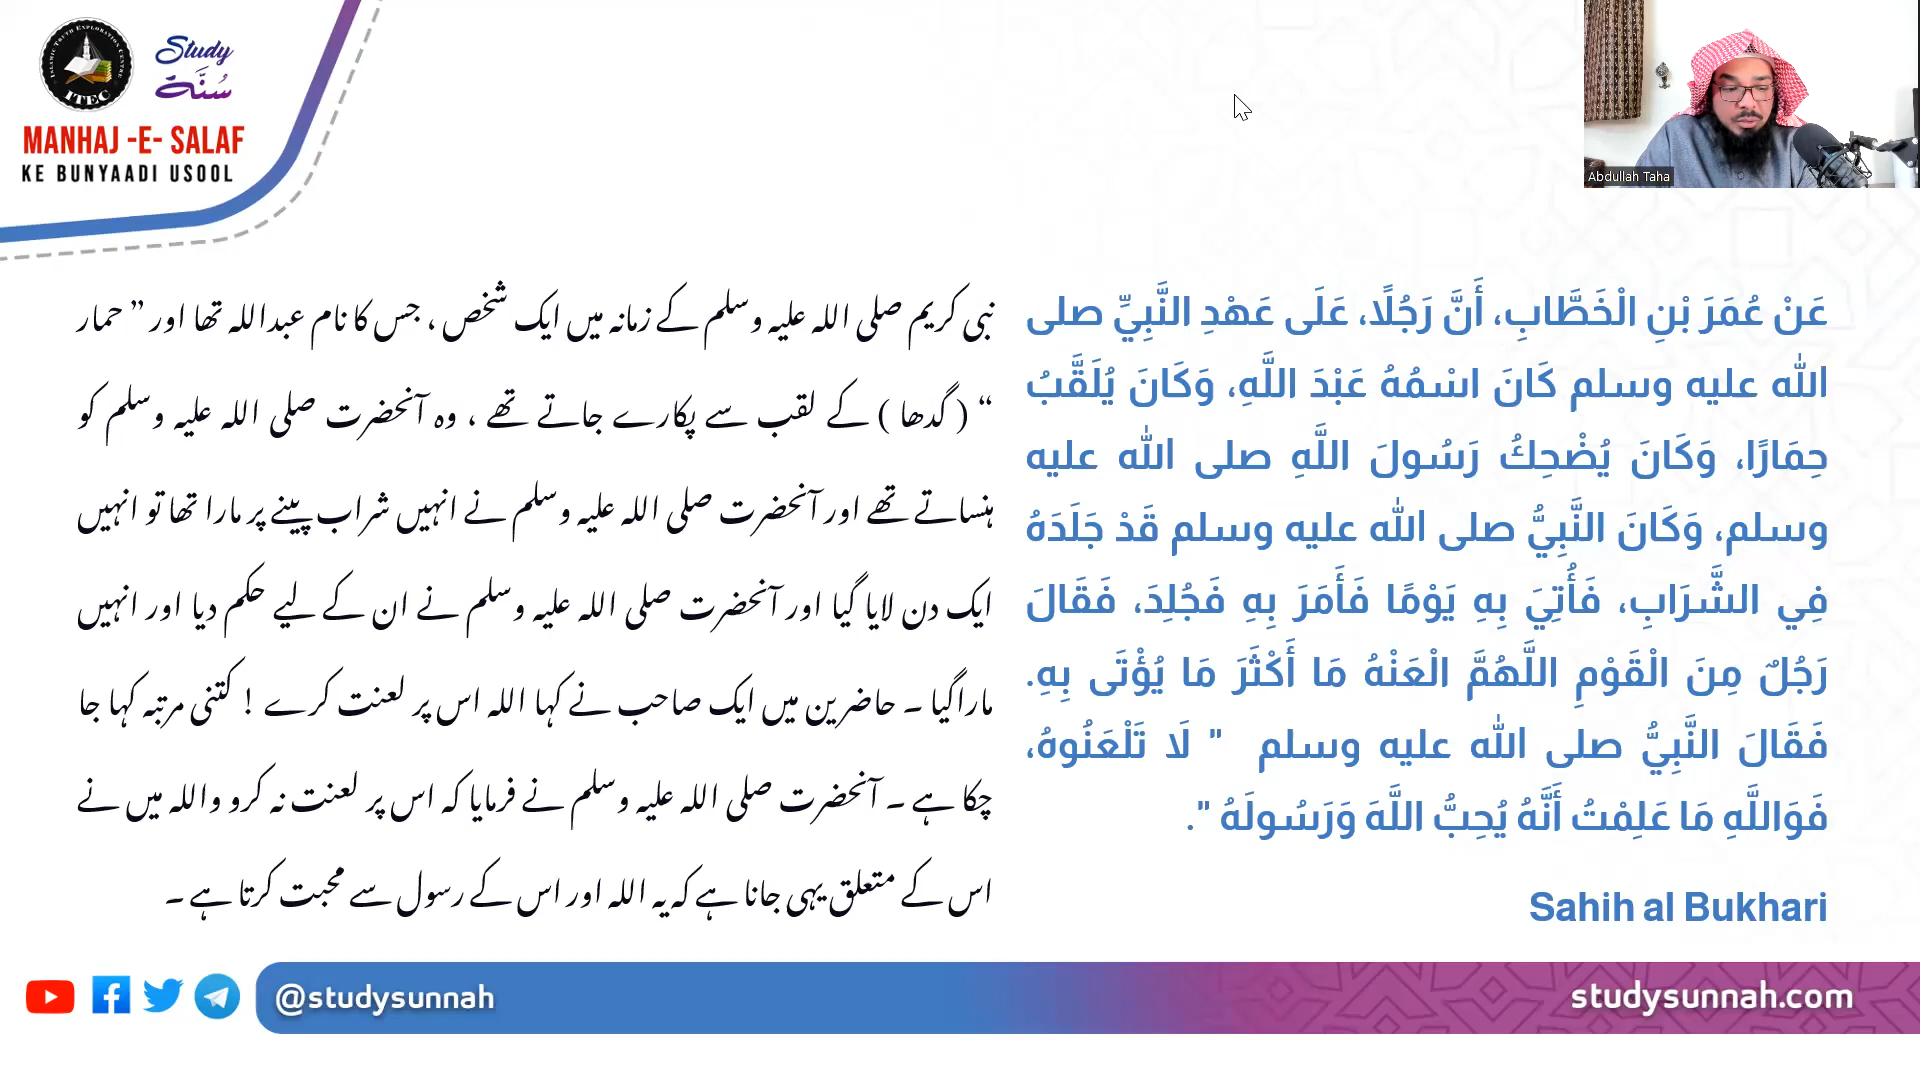 ISLAMIC TRUTH EXPLORATION CENTRE
ITEC
Study
سُنَّة
MANHAJ -E- SALAF
KE BUNYAADI USOOL
Abdullah Taha
عَنْ عُمَرَ بْنِ الْخَطَّابِ، أَنَّ رَجُلاً، عَلَى عَهْدِ النَّبِيِّ صلى
الله عليه وسلم كَانَ اسْمُهُ عَبْدَ اللَّهِ، وَكَانَ يُلَقَّبُ
حِمَارًا، وَكَانَ يُضْحِكُ رَسُولَ اللَّهِ صلى الله عليه
وسلم، وَكَانَ النَّبِيُّ صلى الله عليه وسلم قَدْ جَلَدَهُ
فِي الشَّرَابِ، فَأُتِيَ بِهِ يَوْمًا فَأَمَرَ بِهِ فَجُلِدَ، فَقَالَ
رَجُلٌ مِنَ الْقَوْمِ اللَّهُمَّ الْعَنْهُ مَا أَكْثَرَ مَا يُؤْتَى بِهِ.
فَقَالَ النَّبِيُّ صلى الله عليه وسلم " لَا تَلْعَنُوهُ،
فَوَاللَّهِ مَا عَلِمْتُ أَنَّهُ يُحِبُّ اللَّهَ وَرَسُولَهُ ".
Sahih al Bukhari
نبی کریم صلی اللہ علیہ وسلم کے زمانہ میں ایک شخص ، جس کا نام عبداللہ تھا اور ” حمار
“ ( گدھا ) کے لقب سے پکارے جاتے تھے ، وہ آنحضرت صلی اللہ علیہ وسلم کو
ہنساتے تھے اور آنحضرت صلی اللہ علیہ وسلم نے انہیں شراب پینے پر مارا تھا تو انہیں
ایک دن لایا گیا اور آنحضرت صلی اللہ علیہ وسلم نے ان کے لیے حکم دیا اور انہیں
مارا گیا ۔ حاضرین میں ایک صاحب نے کہا اللہ اس پر لعنت کرے ! کتنی مرتبہ کہا جا
چکا ہے ۔ آنحضرت صلی اللہ علیہ وسلم نے فرمایا کہ اس پر لعنت نہ کرو واللہ میں نے
اس کے متعلق یہی جانا ہے کہ یہ اللہ اور اس کے رسول سے محبت کرتا ہے ۔
@studysunnah
studysunnah.com